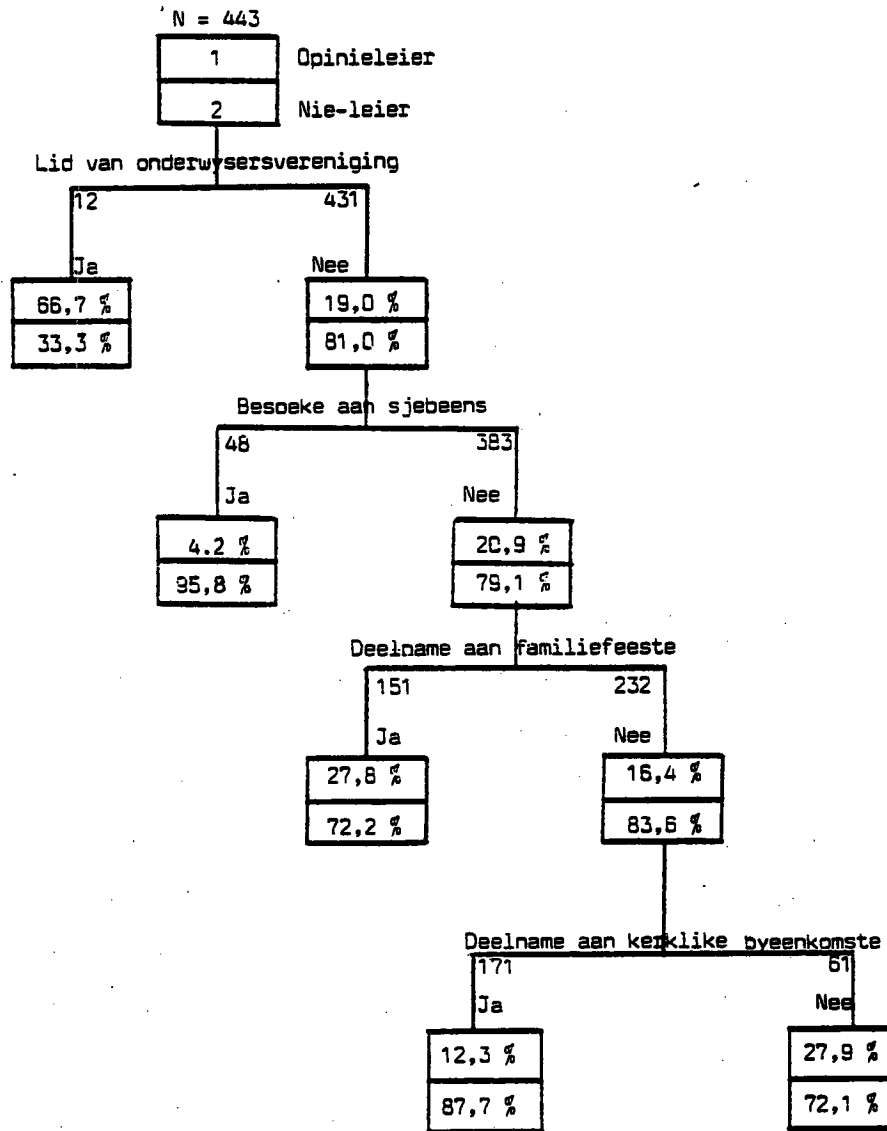 N = 443
1 Opinieleier
2 Nie-leier
Lid van onderwysersvereniging
12 431
Ja Nee
66,7 % 19,0 %
33,3 % 81,0 %
Besoeke aan sjebeens
48 383
Ja Nee
4.2 % 20,9 %
95,8 % 79,1 %
Deelname aan familiefeeste
151 232
Ja Nee
27,8 % 16,4 %
72,2 % 83,6 %
Deelname aan kerklike byeenkomste
171 61
Ja Nee
12,3 % 27,9 %
87,7 % 72,1 %